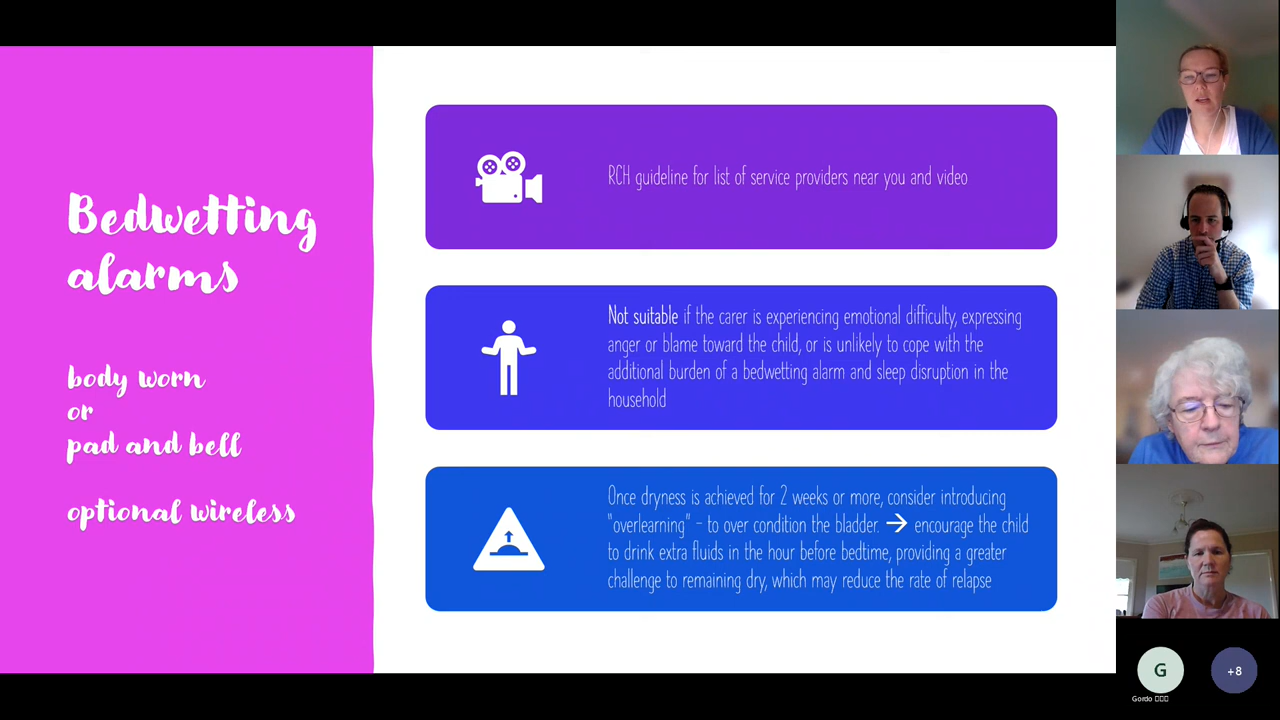 Bedwetting
alarms
body worn
or
pad and bell
optional wireless
RCH guideline for list of service providers near you and video
Not suitable if the carer is experiencing emotional difficulty, expressing
anger or blame toward the child, or is unlikely to cope with the
additional burden of a bedwetting alarm and sleep disruption in the
household
Once dryness is achieved for 2 weeks or more, consider introducing
"overlearning" - to over condition the bladder. → encourage the child
to drink extra fluids in the hour before bedtime, providing a greater
challenge to remaining dry, which may reduce the rate of relapse
G
+8
Gordo